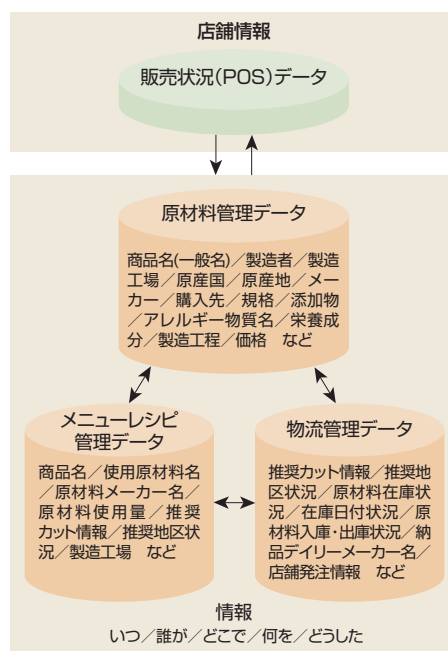 店舗情報
販売状況(POS)データ
原材料管理データ
商品名(一般名)／製造者／製造
工場／原産国／原産地／メー
カー／購入先／規格／添加物
／アレルギー物質名／栄養成
分／製造工程／価格　など
メニューレシピ
管理データ
商品名／使用原材料名
／原材料メーカー名／
原材料使用量／推奨
カット情報／推奨地区状
況／製造工場　など
物流管理データ
推奨カット情報／推奨地
区状況／原材料在庫状
況／在庫日付状況／原
材料入庫・出庫状況／納
品デイリーメーカー名／
店舗発注情報　など
情報
いつ／誰が／どこで／何を／どうした